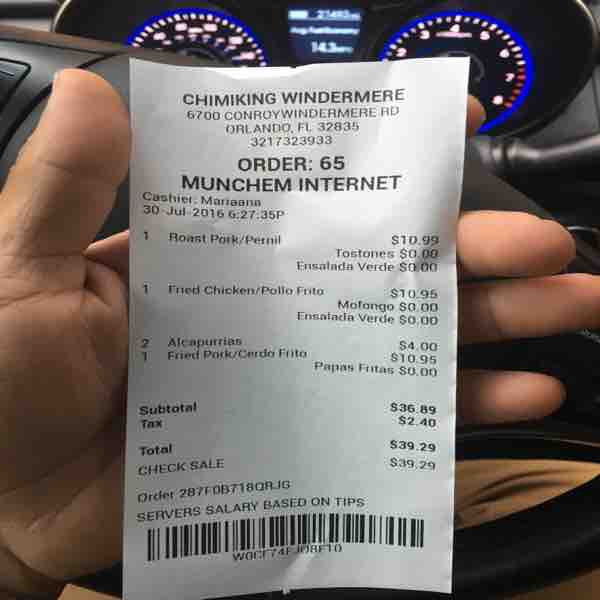 CHIMIKING WINDERMERE
6700 CONROYWINDERMERE RD
ORLANDO, FL 32835
3217323933
ORDER: 65
MUNCHEM INTERNET
Cashier: Mariaana
30-Jul-2016 6:27:35P
1 Roast Pork/Pernil $10.99
Tostones $0.00
Ensalada Verde $0.00
1 Fried Chicken/Pollo Frito $10.95
Mofongo $0.00
Ensalada Verde $0.00
2 Alcapurrias $4.00
1 Fried Pork/Cerdo Frito $10.95
Papas Fritas $0.00
Subtotal $36.89
Tax $2.40
Total $39.29
CHECK SALE $39.29
Order 287F0B718QRJG
SERVERS SALARY BASED ON TIPS